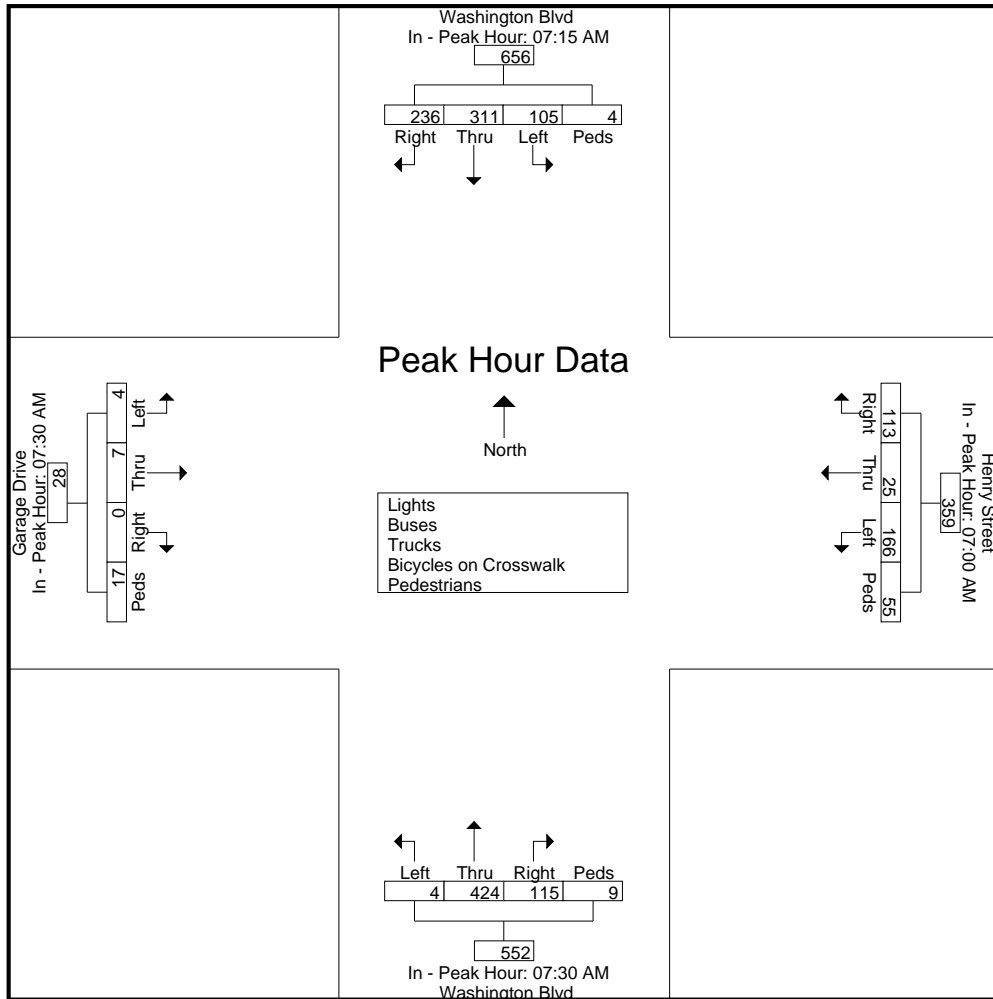 Washington Blvd
In - Peak Hour: 07:15 AM
656
236 311 105 4
Right Thru Left Peds
Peak Hour Data
North
Garage Drive
In - Peak Hour: 07:30 AM
28
4 7 0 17
Left Thru Right Peds
Henry Street
In - Peak Hour: 07:00 AM
359
113 25 166 55
Right Thru Left Peds
Lights
Buses
Trucks
Bicycles on Crosswalk
Pedestrians
Left Thru Right Peds
4 424 115 9
552
In - Peak Hour: 07:30 AM
Washington Blvd